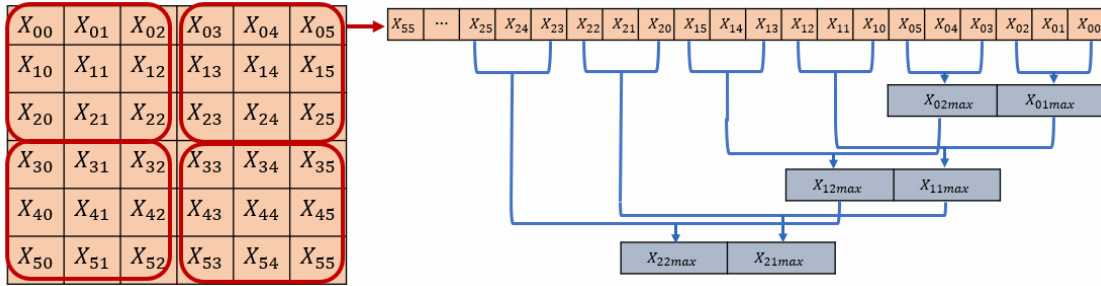 X₀₀ X₀₁ X₀₂ X₀₃ X₀₄ X₀₅
X₁₀ X₁₁ X₁₂ X₁₃ X₁₄ X₁₅
X₂₀ X₂₁ X₂₂ X₂₃ X₂₄ X₂₅
X₃₀ X₃₁ X₃₂ X₃₃ X₃₄ X₃₅
X₄₀ X₄₁ X₄₂ X₄₃ X₄₄ X₄₅
X₅₀ X₅₁ X₅₂ X₅₃ X₅₄ X₅₅
X₅₅ ... X₂₅ X₂₄ X₂₃ X₂₂ X₂₁ X₂₀ X₁₅ X₁₄ X₁₃ X₁₂ X₁₁ X₁₀ X₀₅ X₀₄ X₀₃ X₀₂ X₀₁ X₀₀
X₀₂max X₀₁max
X₁₂max X₁₁max
X₂₂max X₂₁max